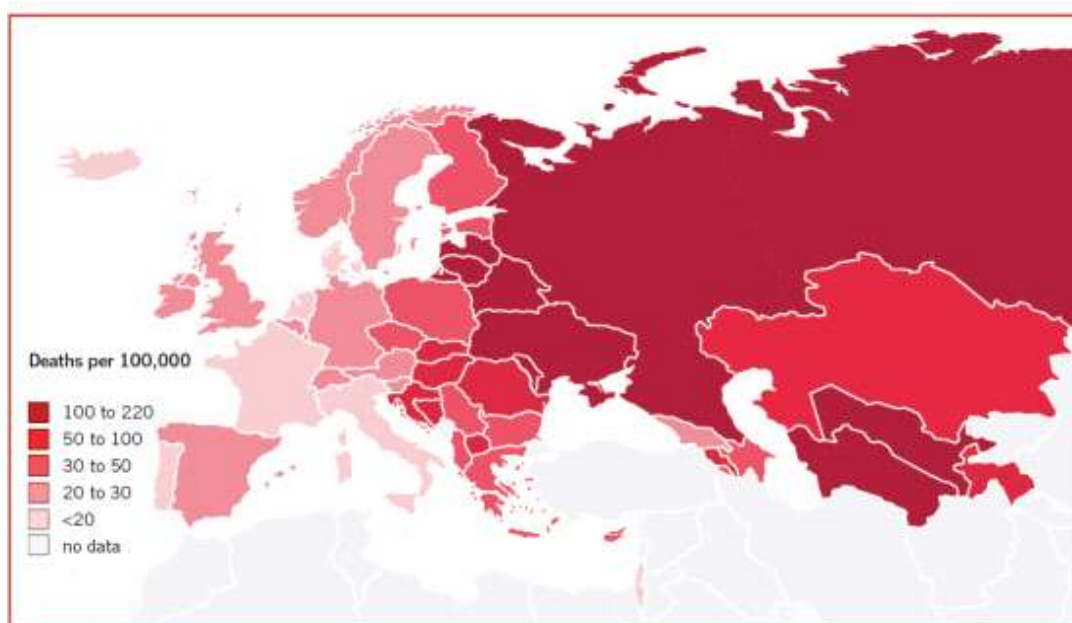 Deaths per 100,000
100 to 220
50 to 100
30 to 50
20 to 30
<20
no data